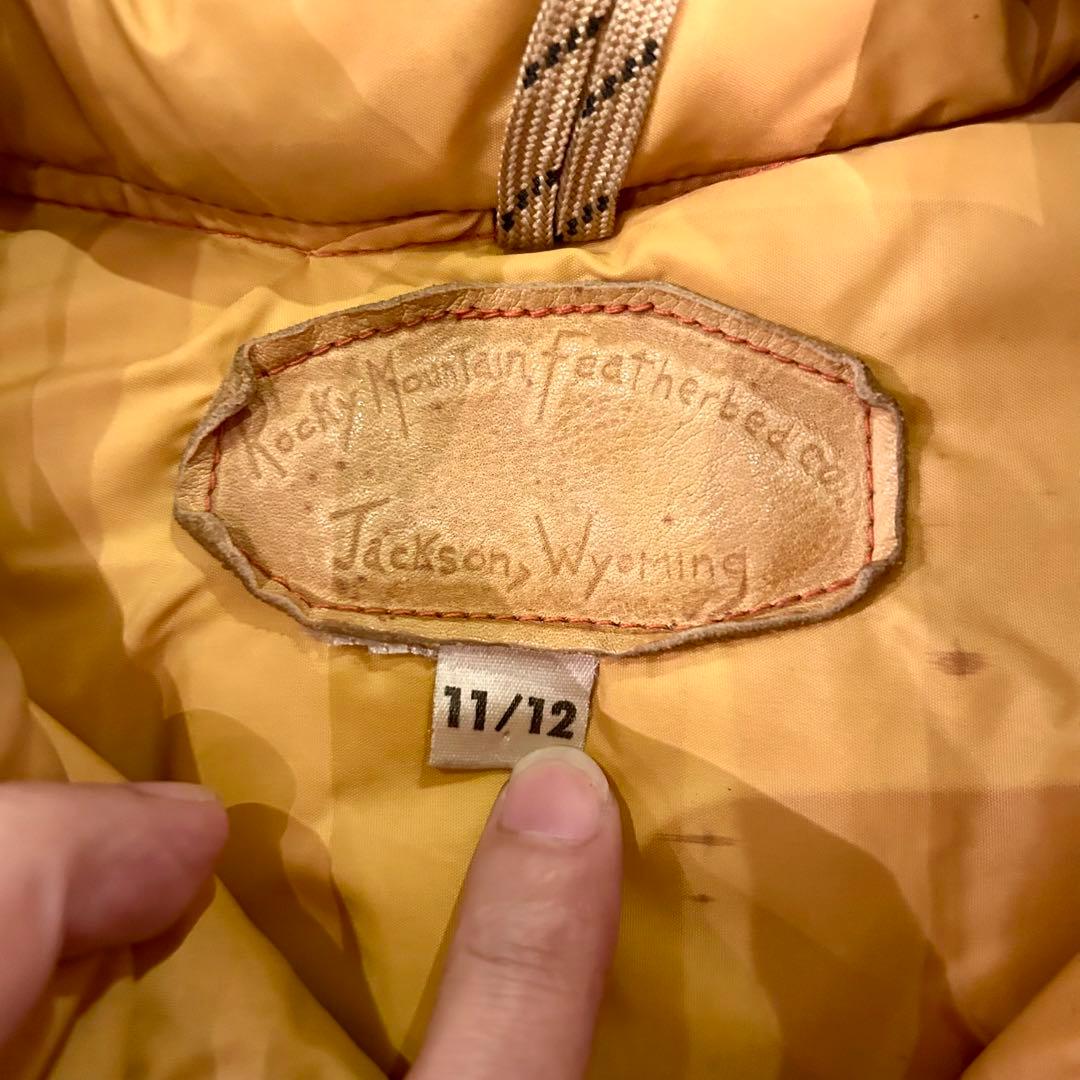 Rocky Mountain Featherbed Co.
Jackson, Wyoming
11/12